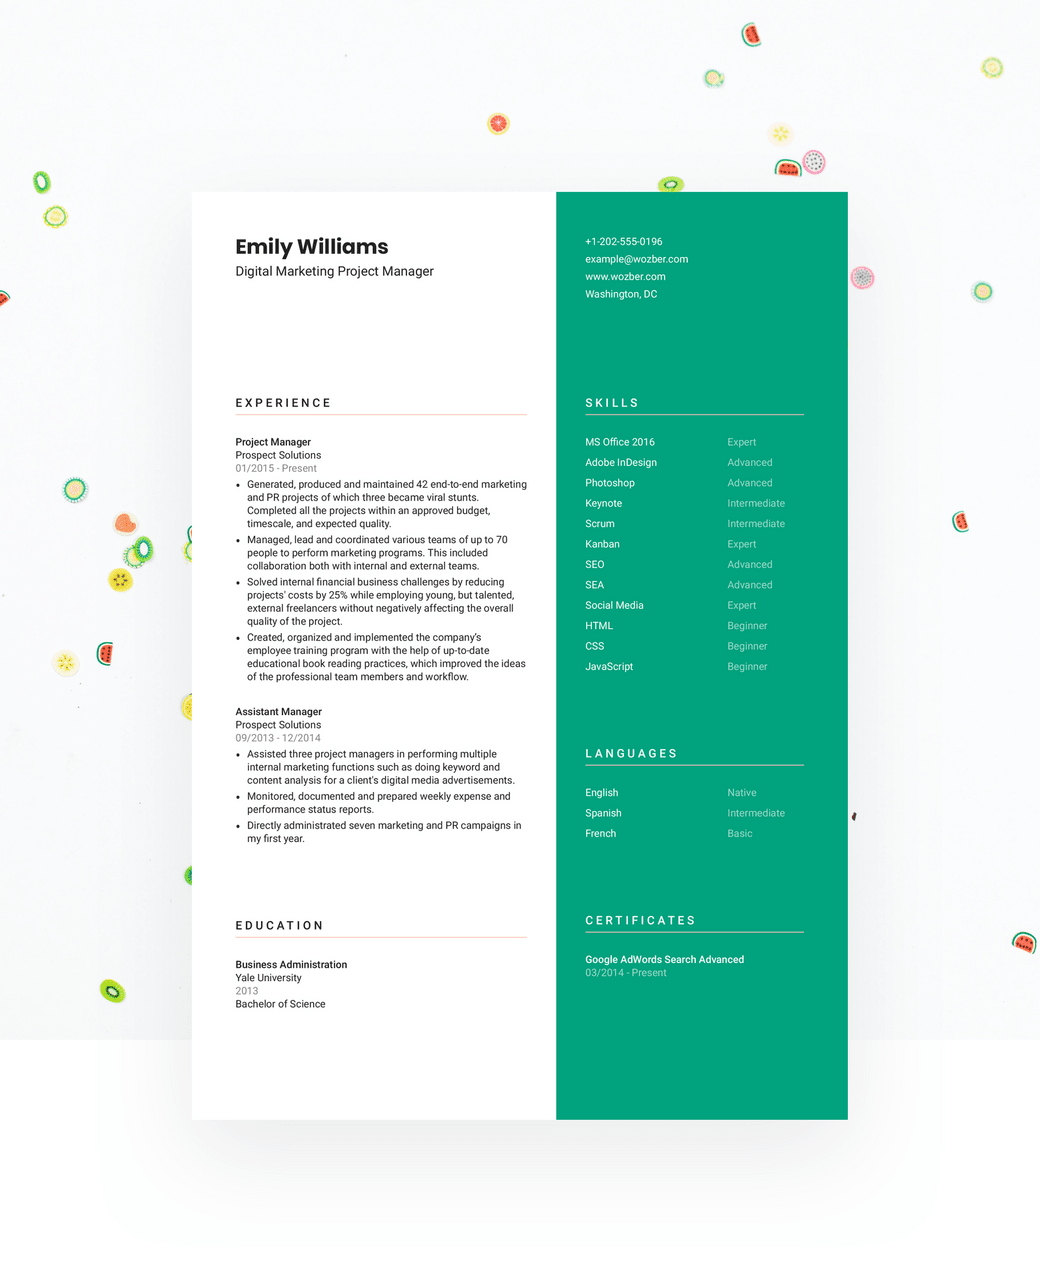 Emily Williams
Digital Marketing Project Manager
+1-202-555-0196
example@wozber.com
www.wozber.com
Washington, DC
EXPERIENCE
Project Manager
Prospect Solutions
01/2015 - Present
• Generated, produced and maintained 42 end-to-end marketing
and PR projects of which three became viral stunts.
Completed all the projects within an approved budget,
timescale, and expected quality.
• Managed, lead and coordinated various teams of up to 70
people to perform marketing programs. This included
collaboration both with internal and external teams.
• Solved internal financial business challenges by reducing
projects' costs by 25% while employing young, but talented,
external freelancers without negatively affecting the overall
quality of the project.
• Created, organized and implemented the company's
employee training program with the help of up-to-date
educational book reading practices, which improved the ideas
of the professional team members and workflow.
Assistant Manager
Prospect Solutions
09/2013 - 12/2014
• Assisted three project managers in performing multiple
internal marketing functions such as doing keyword and
content analysis for a client's digital media advertisements.
• Monitored, documented and prepared weekly expense and
performance status reports.
• Directly administrated seven marketing and PR campaigns in
my first year.
EDUCATION
Business Administration
Yale University
2013
Bachelor of Science
SKILLS
MS Office 2016 Expert
Adobe InDesign Advanced
Photoshop Advanced
Keynote Intermediate
Scrum Intermediate
Kanban Expert
SEO Advanced
SEA Advanced
Social Media Expert
HTML Beginner
CSS Beginner
JavaScript Beginner
LANGUAGES
English Native
Spanish Intermediate
French Basic
CERTIFICATES
Google AdWords Search Advanced
03/2014 - Present